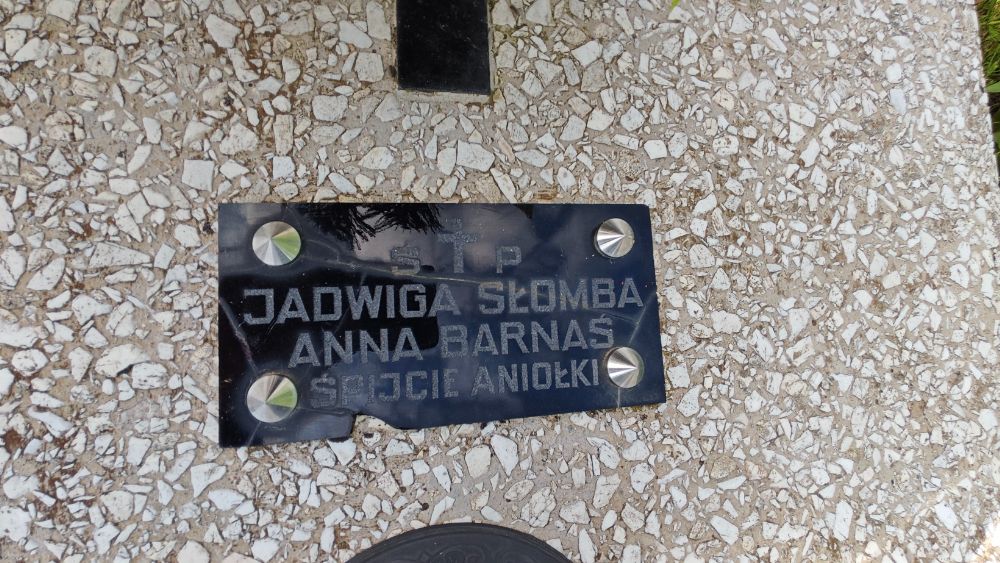 S † P
JADWIGA SŁOMBA
ANNA BARNAŚ
ŚPIJCIE ANIOŁKI